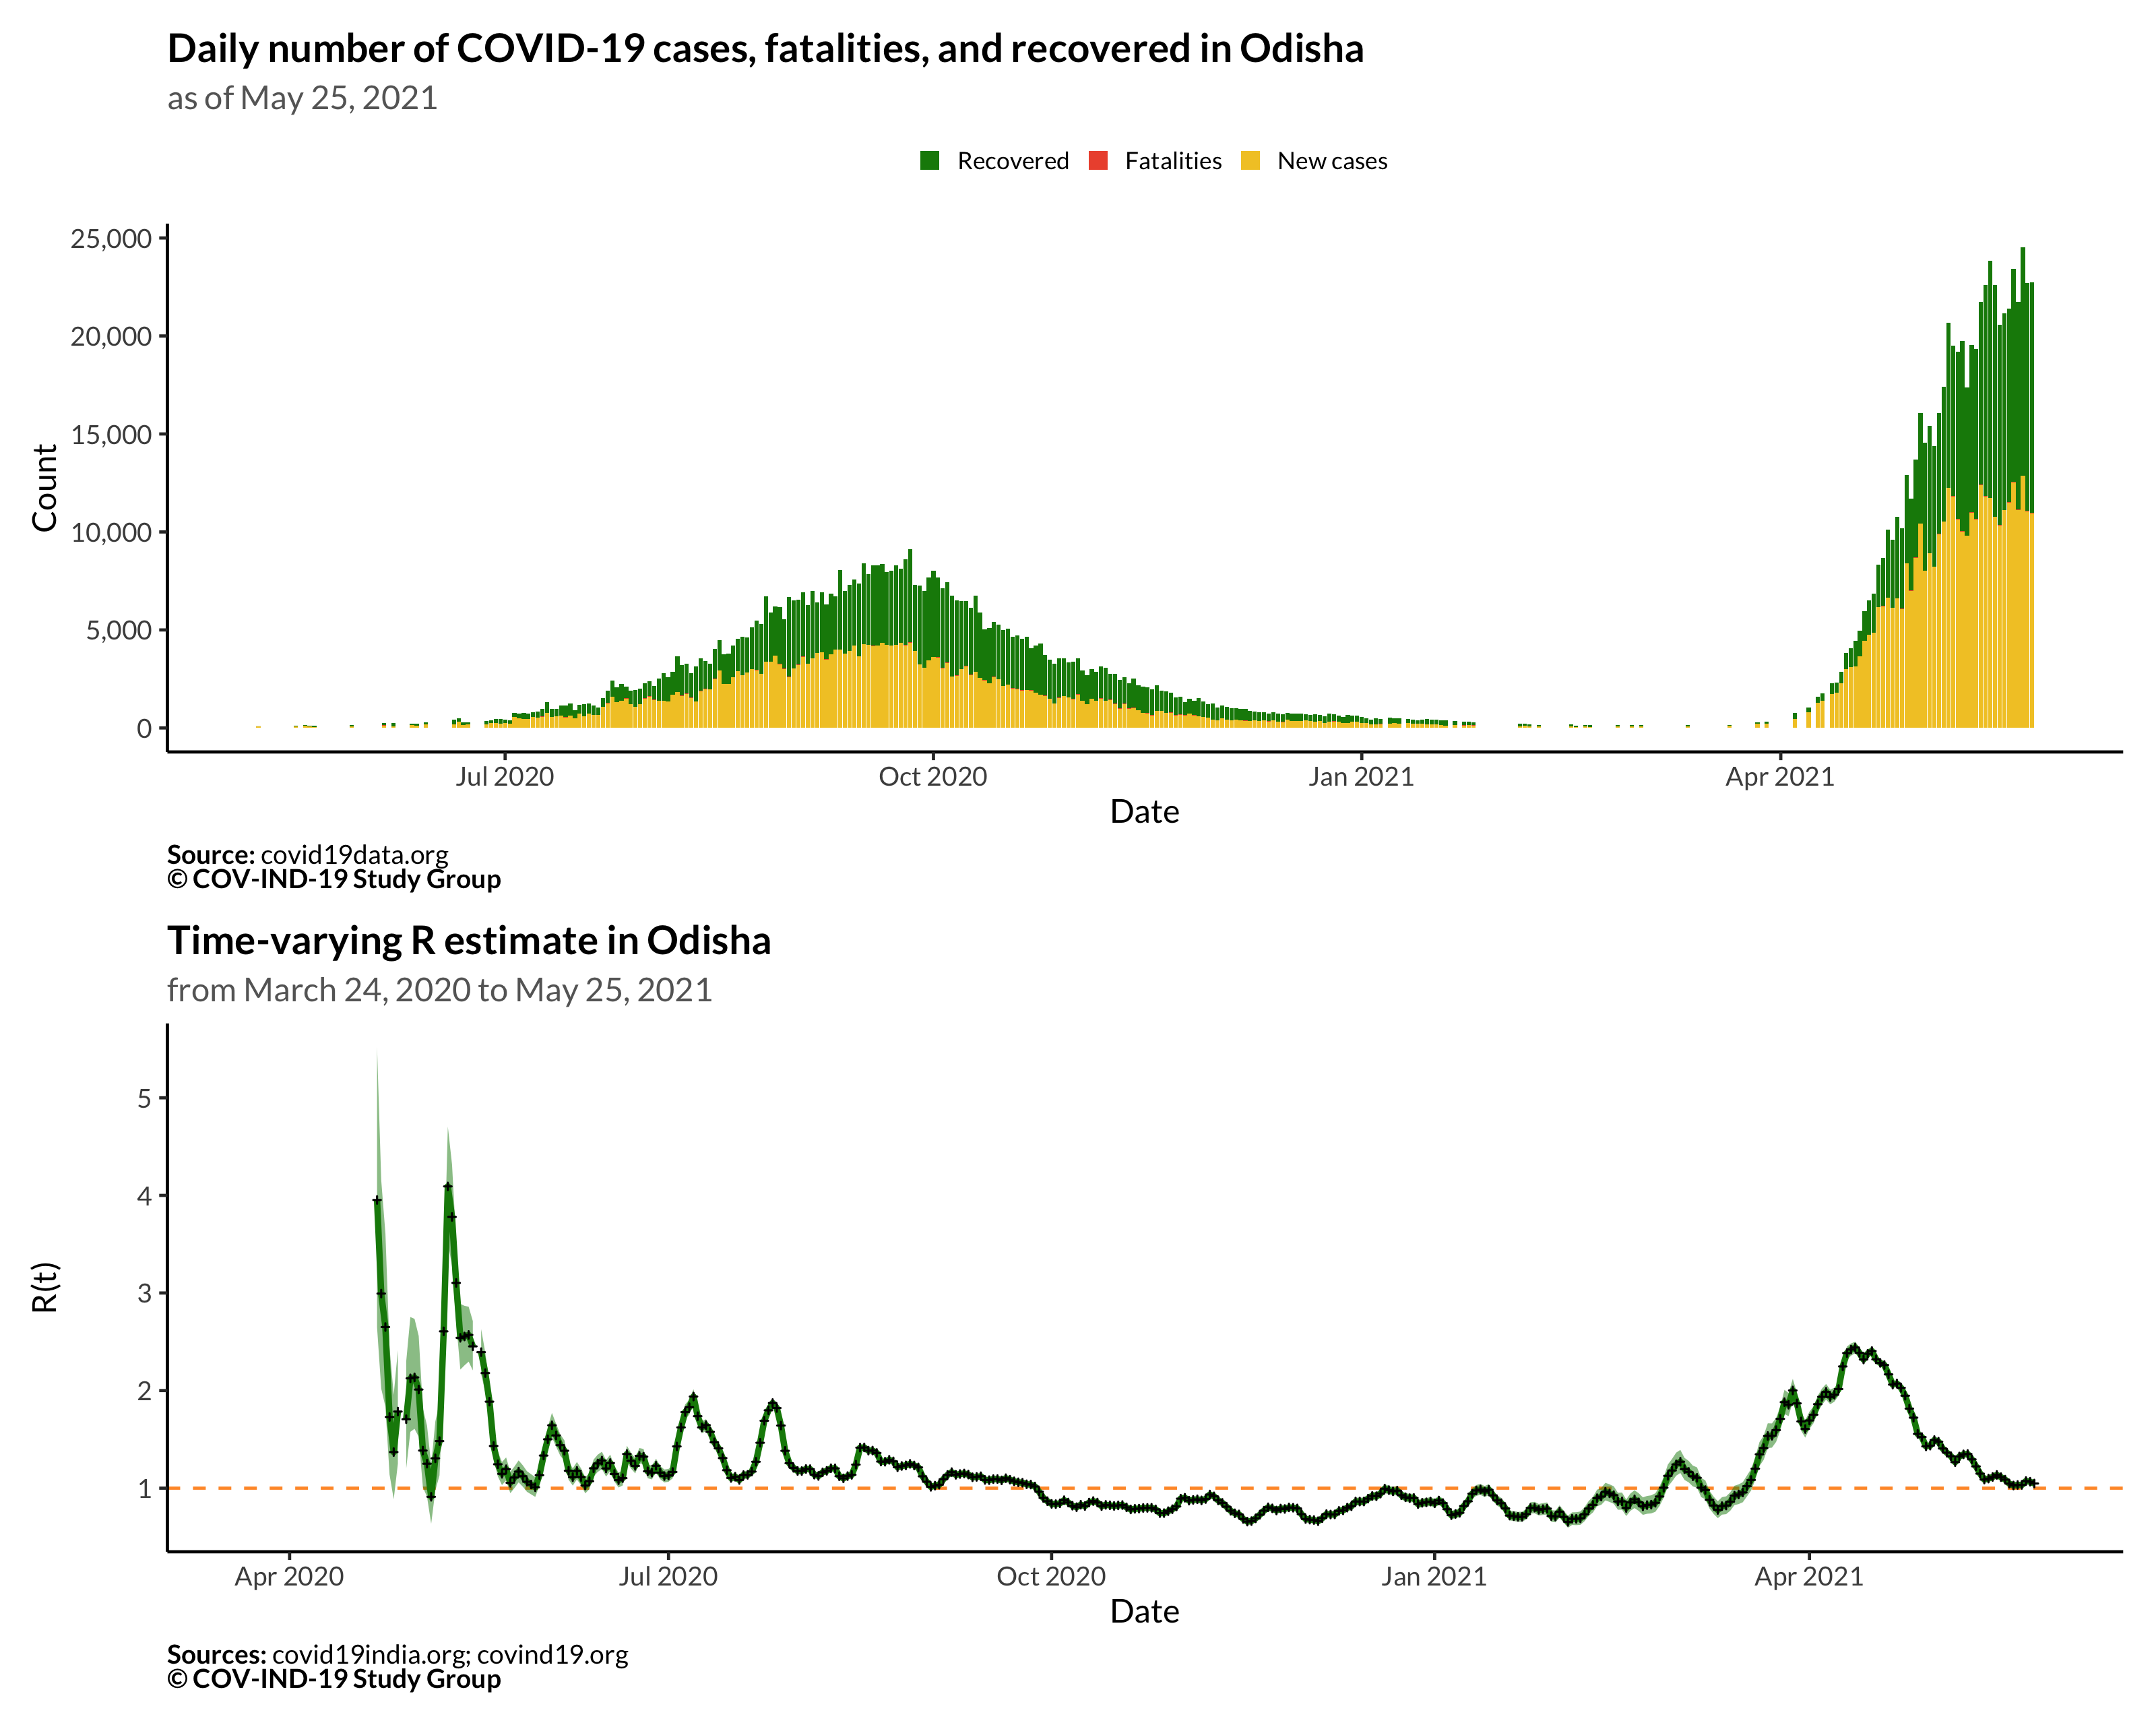 Daily number of COVID-19 cases, fatalities, and recovered in Odisha
as of May 25, 2021
Recovered Fatalities New cases
25,000
20,000
15,000
10,000
5,000
0
Count
Jul 2020 Oct 2020 Jan 2021 Apr 2021
Date
Source: covid19data.org
© COV-IND-19 Study Group
Time-varying R estimate in Odisha
from March 24, 2020 to May 25, 2021
5
4
3
2
1
R(t)
Apr 2020 Jul 2020 Oct 2020 Jan 2021 Apr 2021
Date
Sources: covid19india.org; covind19.org
© COV-IND-19 Study Group